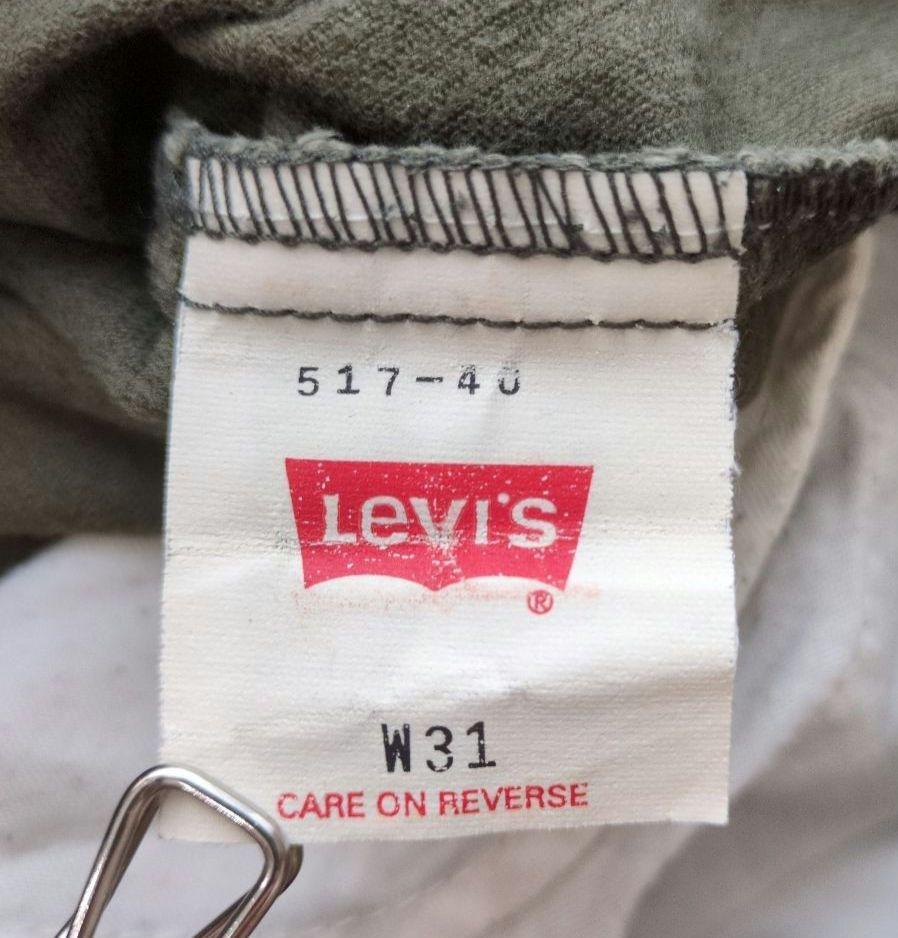 517-40
Levi's
®
W31
CARE ON REVERSE